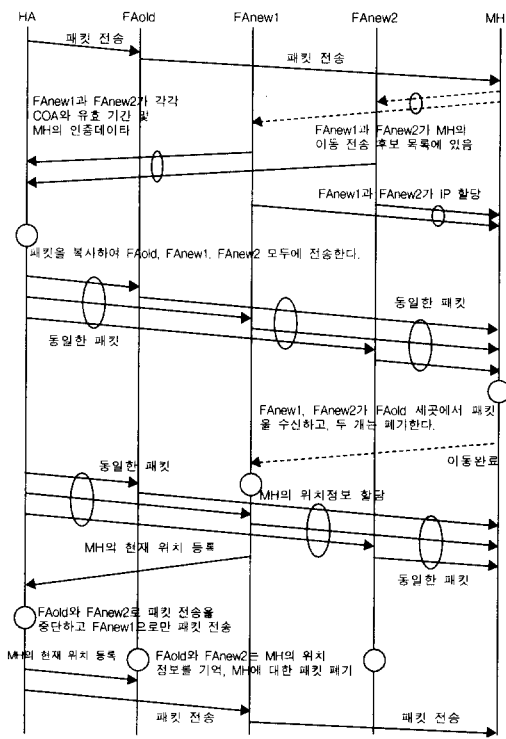 HA FAold FAnew1 FAnew2 MH
패킷 전송
패킷 전송
FAnew1과 FAnew2가 각각
COA와 유효 기간 및
MH의 인증데이타
FAnew1과 FAnew2가 MH의
이동 전송 후보 목록에 있음
FAnew1과 FAnew2가 IP 할당
패킷을 복사하여 FAold, FAnew1, FAnew2 모두에 전송한다.
동일한 패킷
동일한 패킷
FAnew1, FAnew2가 FAold 세곳에서 패킷
을 수신하고, 두 개는 폐기한다.
이동완료
동일한 패킷
MH의 위치정보 할당
MH의 현재 위치 등록
동일한 패킷
FAold와 FAnew2로 패킷 전송을
중단하고 FAnew1으로만 패킷 전송
MH의 현재 위치 등록
FAold와 FAnew2는 MH의 위치
정보를 기억, MH에 대한 패킷 폐기
패킷 전송
패킷 전송